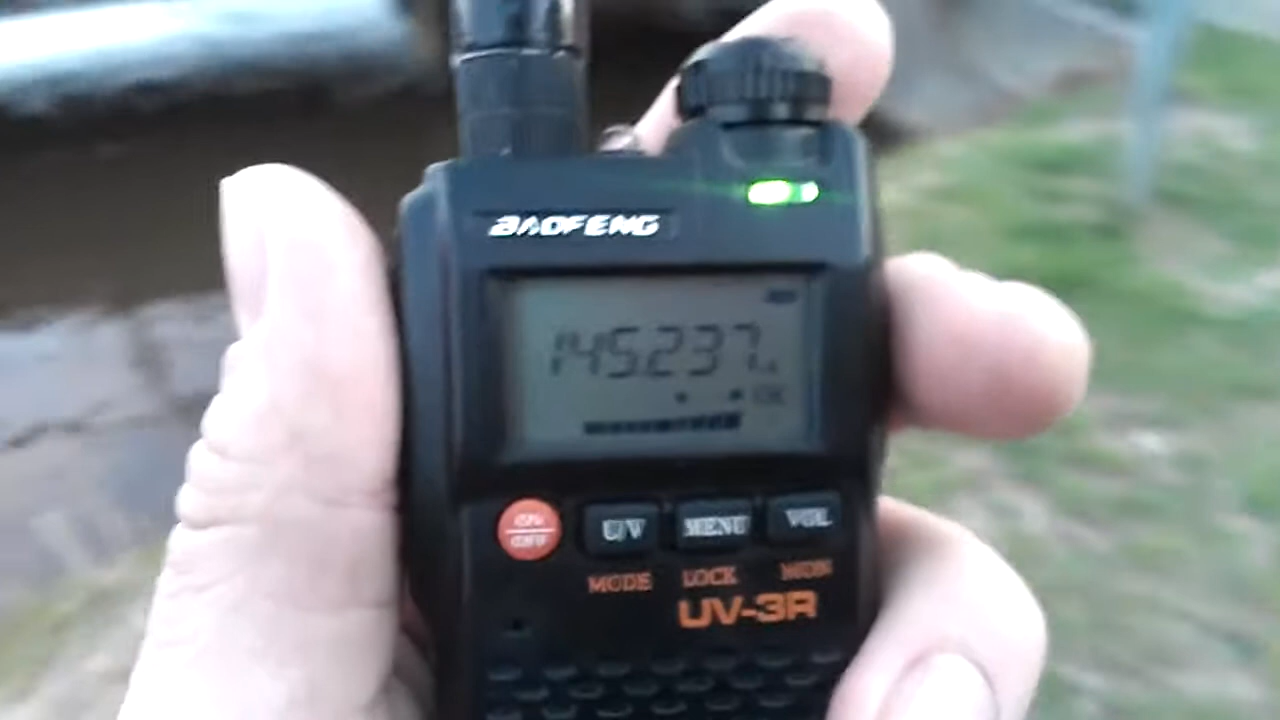 BAOFENG
145.237
ON
OFF
U/V MENU VOL
MODE LOCK MON
UV-3R